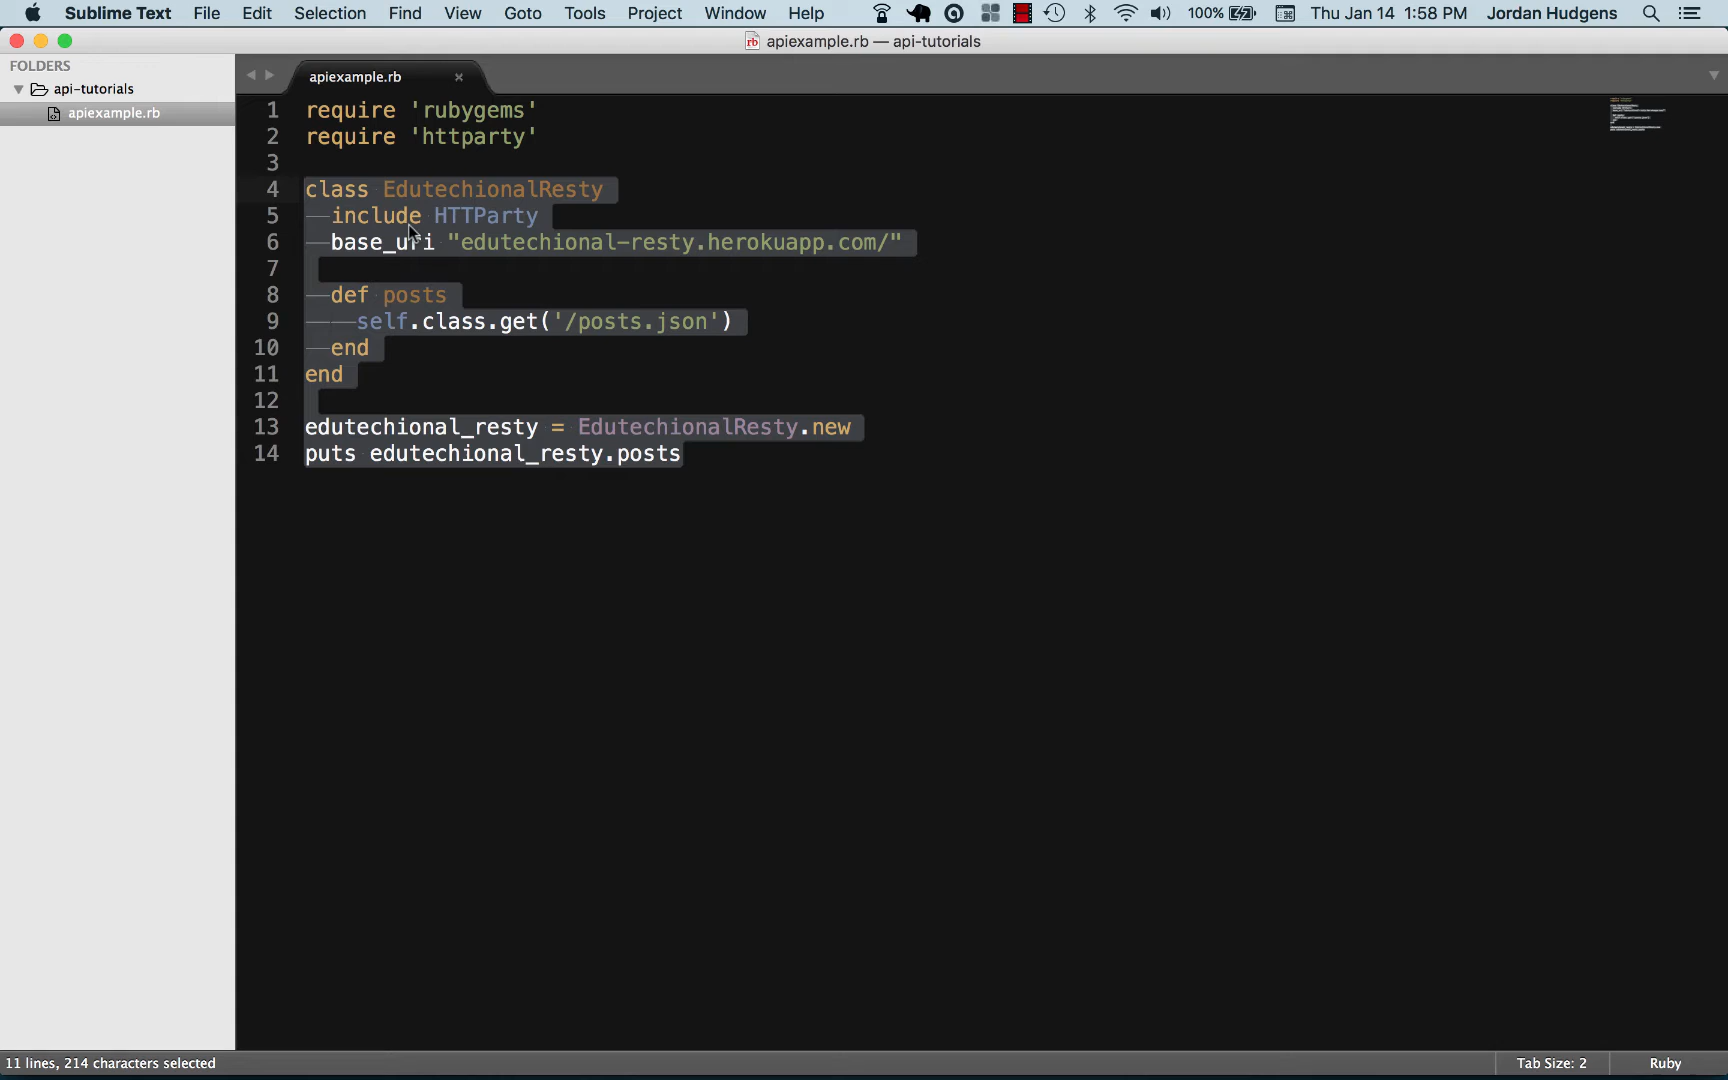 Sublime Text File Edit Selection Find View Goto Tools Project Window Help 100% Thu Jan 14 1:58 PM Jordan Hudgens
rb apiexample.rb — api-tutorials
FOLDERS
api-tutorials
apiexample.rb
apiexample.rb ×
1 require 'rubygems'
2 require 'httparty'
3
4 class EdutechionalResty
5 include HTTParty
6 base_uri "edutechional-resty.herokuapp.com/"
7
8 def posts
9 self.class.get('/posts.json')
10 end
11 end
12
13 edutechional_resty = EdutechionalResty.new
14 puts edutechional_resty.posts
11 lines, 214 characters selected Tab Size: 2 Ruby